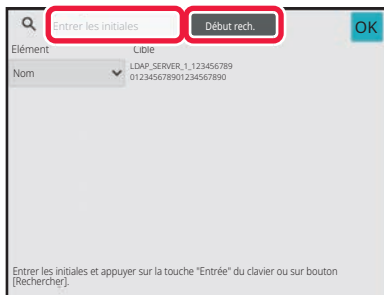 Entrer les initiales
Début rech.
OK
Elément
Cible
Nom
LDAP_SERVER_1_123456789
012345678901234567890
Entrer les initiales et appuyer sur la touche "Entrée" du clavier ou sur bouton
[Rechercher].